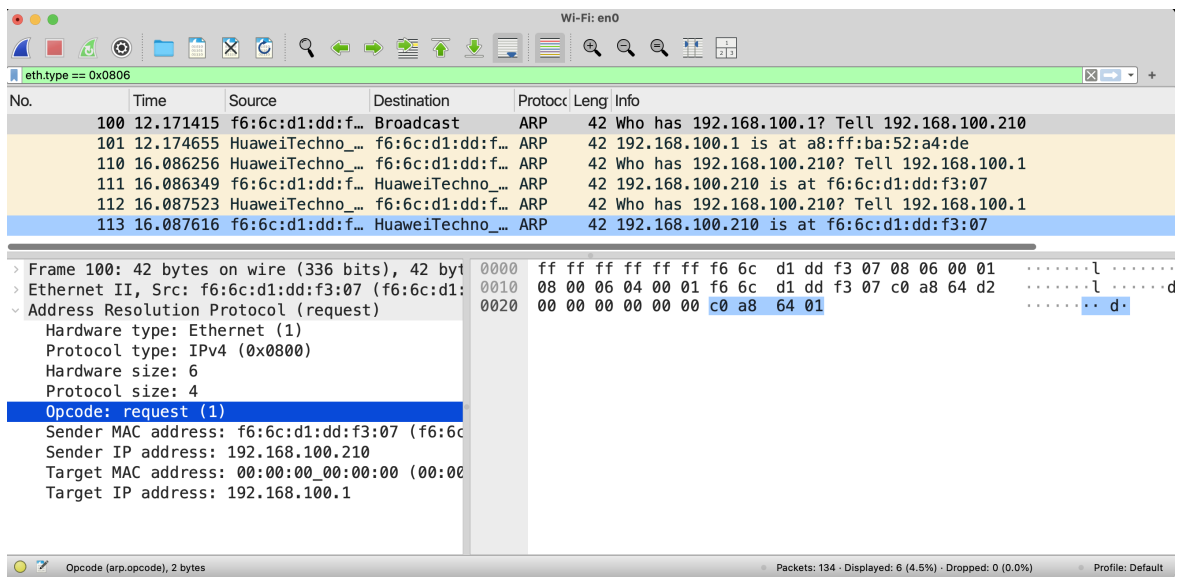 Wi-Fi: en0
eth.type == 0x0806
No. Time Source Destination Protoco Leng Info
100 12.171415 f6:6c:d1:dd:f… Broadcast ARP 42 Who has 192.168.100.1? Tell 192.168.100.210
101 12.174655 HuaweiTechno_… f6:6c:d1:dd:f… ARP 42 192.168.100.1 is at a8:ff:ba:52:a4:de
110 16.086256 HuaweiTechno_… f6:6c:d1:dd:f… ARP 42 Who has 192.168.100.210? Tell 192.168.100.1
111 16.086349 f6:6c:d1:dd:f… HuaweiTechno_… ARP 42 192.168.100.210 is at f6:6c:d1:dd:f3:07
112 16.087523 HuaweiTechno_… f6:6c:d1:dd:f… ARP 42 Who has 192.168.100.210? Tell 192.168.100.1
113 16.087616 f6:6c:d1:dd:f… HuaweiTechno_… ARP 42 192.168.100.210 is at f6:6c:d1:dd:f3:07
Frame 100: 42 bytes on wire (336 bits), 42 byt
Ethernet II, Src: f6:6c:d1:dd:f3:07 (f6:6c:d1:
Address Resolution Protocol (request)
Hardware type: Ethernet (1)
Protocol type: IPv4 (0x0800)
Hardware size: 6
Protocol size: 4
Opcode: request (1)
Sender MAC address: f6:6c:d1:dd:f3:07 (f6:6c
Sender IP address: 192.168.100.210
Target MAC address: 00:00:00_00:00:00 (00:00
Target IP address: 192.168.100.1
0000 ff ff ff ff ff ff f6 6c d1 dd f3 07 08 06 00 01 ·······l ·······
0010 08 00 06 04 00 01 f6 6c d1 dd f3 07 c0 a8 64 d2 ·······l ······d
0020 00 00 00 00 00 00 c0 a8 64 01 ········ d·
Opcode (arp.opcode), 2 bytes
Packets: 134 · Displayed: 6 (4.5%) · Dropped: 0 (0.0%)
Profile: Default